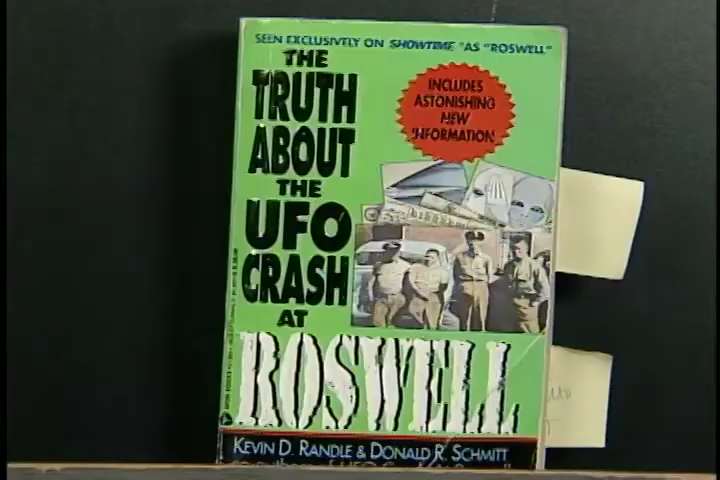 SEEN EXCLUSIVELY ON SHOWTIME "AS "ROSWELL"
THE
TRUTH
ABOUT
THE
UFO
CRASH
AT
ROSWELL
INCLUDES
ASTONISHING
NEW
INFORMATION
KEVIN D. RANDLE & DONALD R. SCHMITT